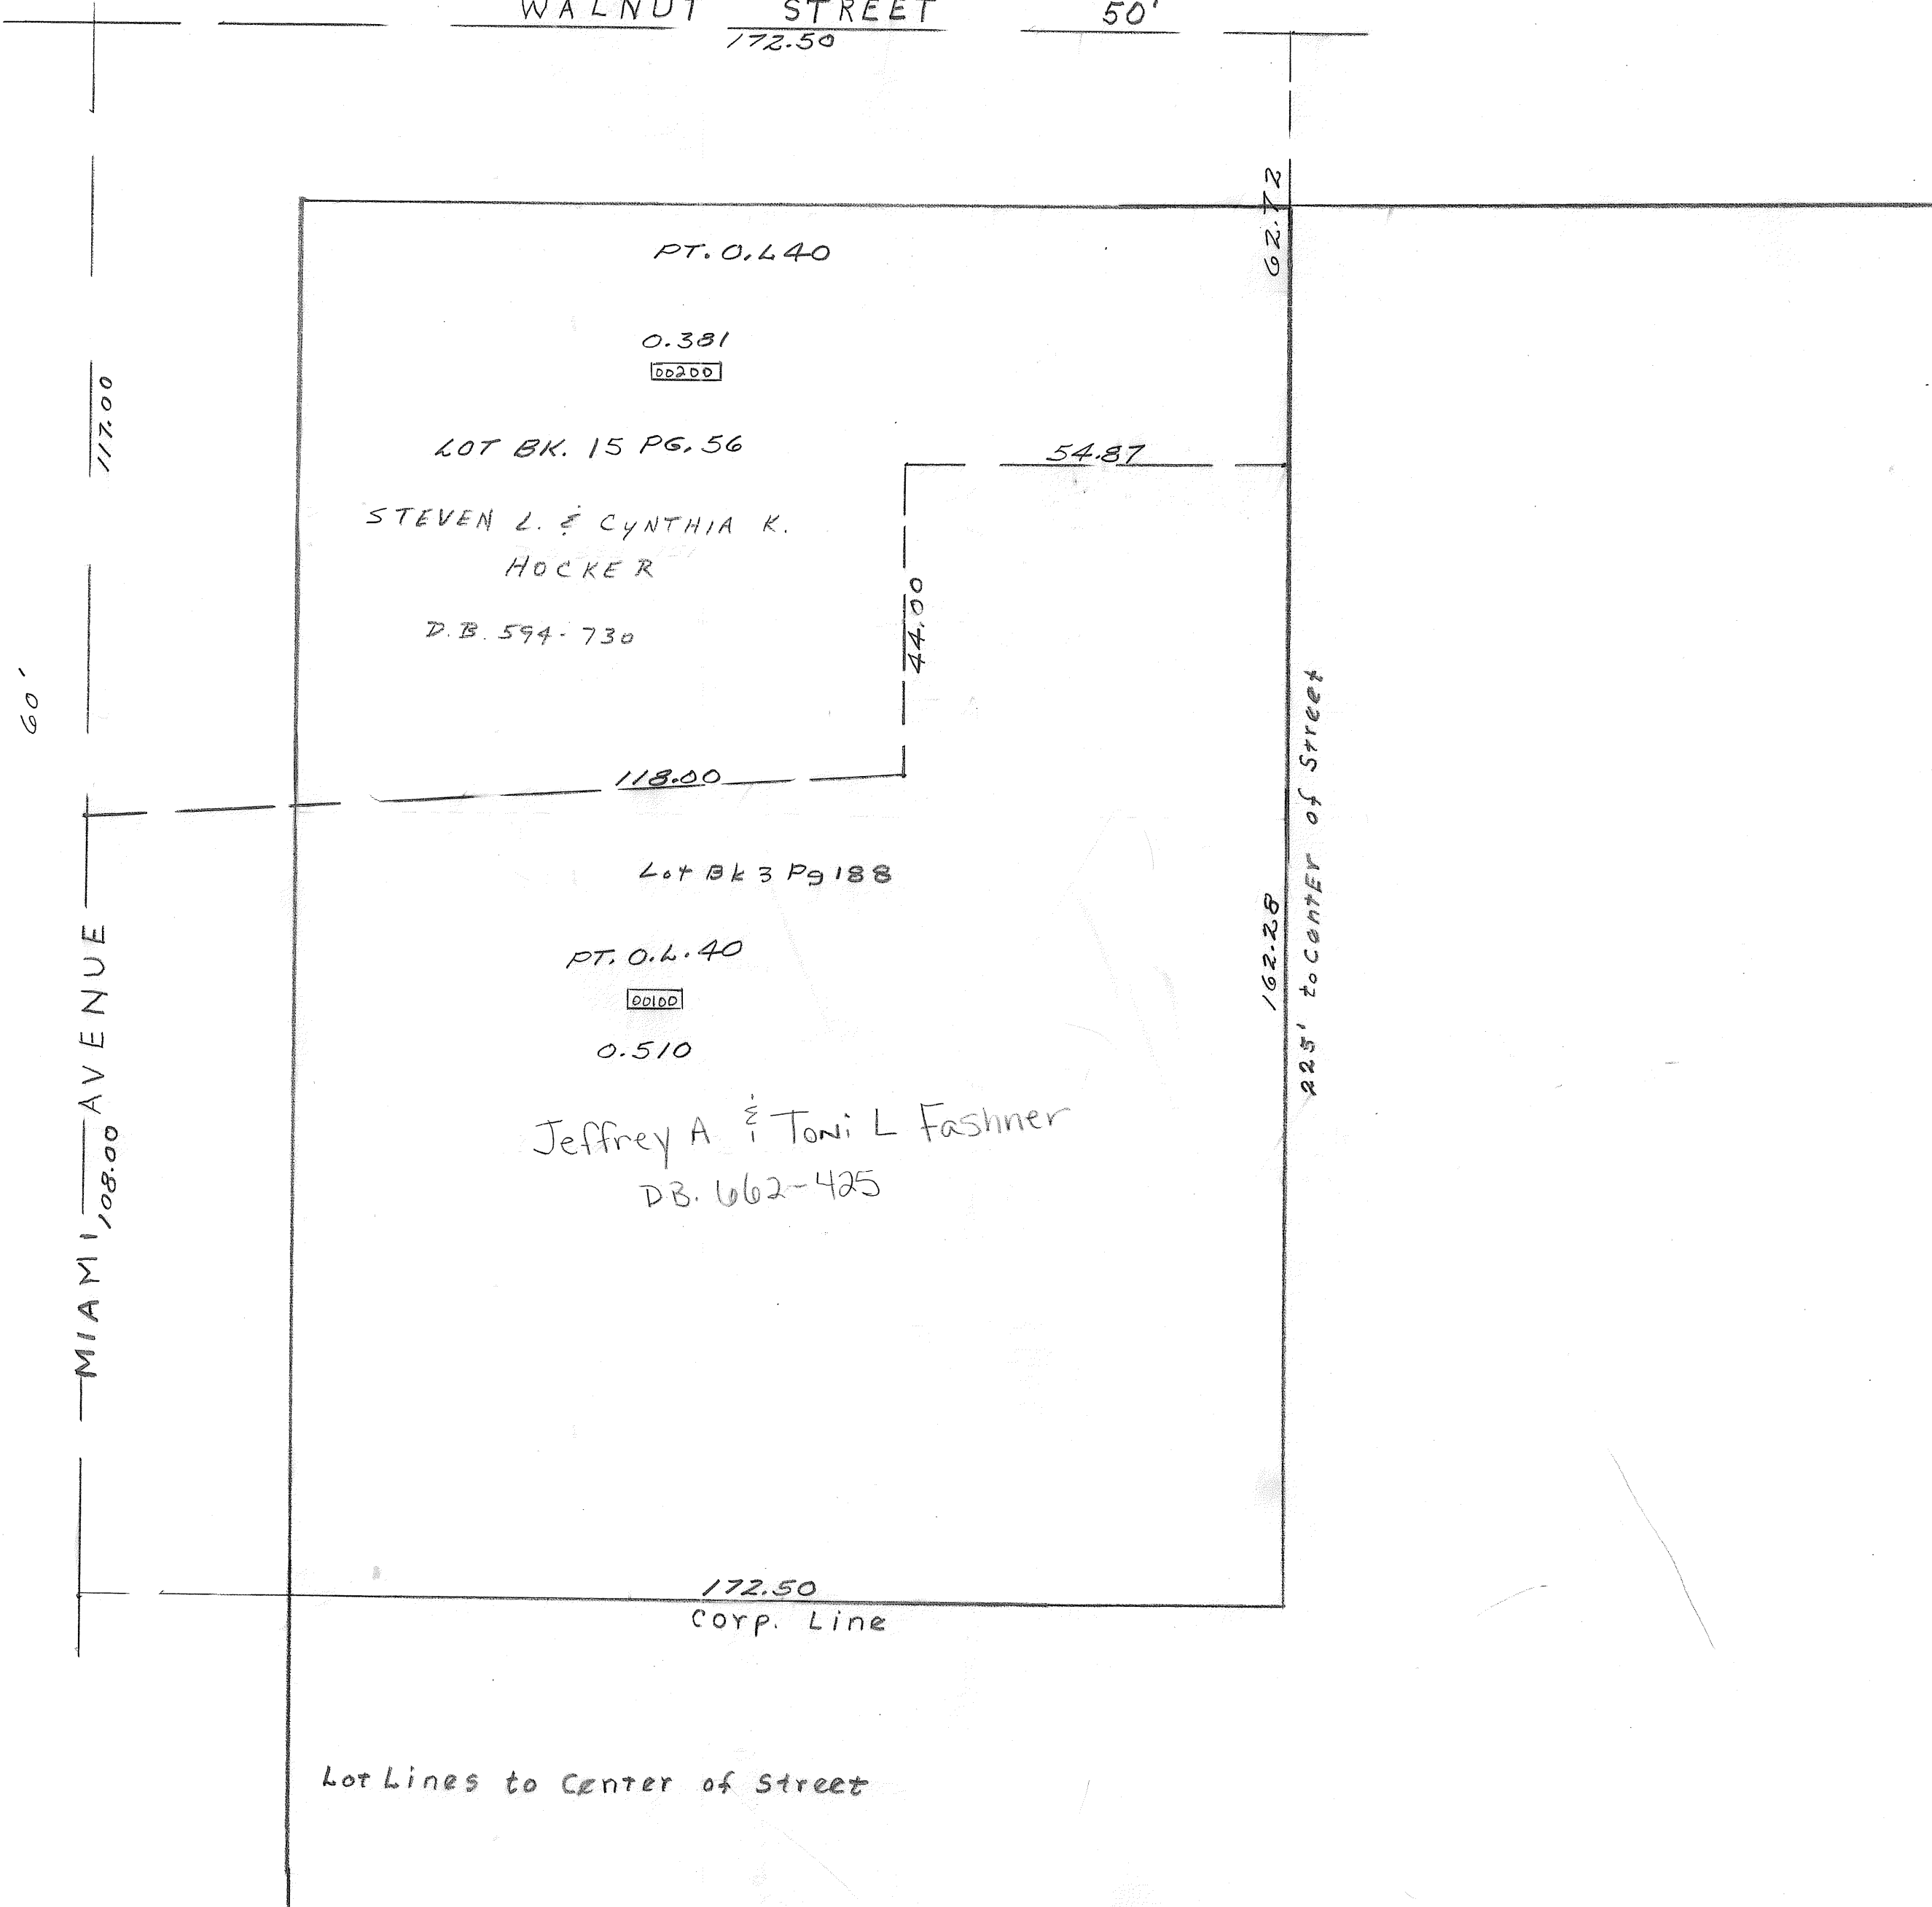 WALNUT STREET 50'
172.50
62.72
PT. O.L 40
0.381
00200
117.00
LOT BK. 15 PG. 56
54.87
STEVEN L. & CYNTHIA K.
HOCKER
D.B. 594-730
44.00
60'
118.00
225' to CentEr of Street
Lot Bk 3 Pg 188
162.28
PT. O.L. 40
00100
0.510
MIAMI AVENUE
108.00
Jeffrey A & Toni L Fashner
D.B. 662-425
172.50
Corp. Line
Lot Lines to Center of Street